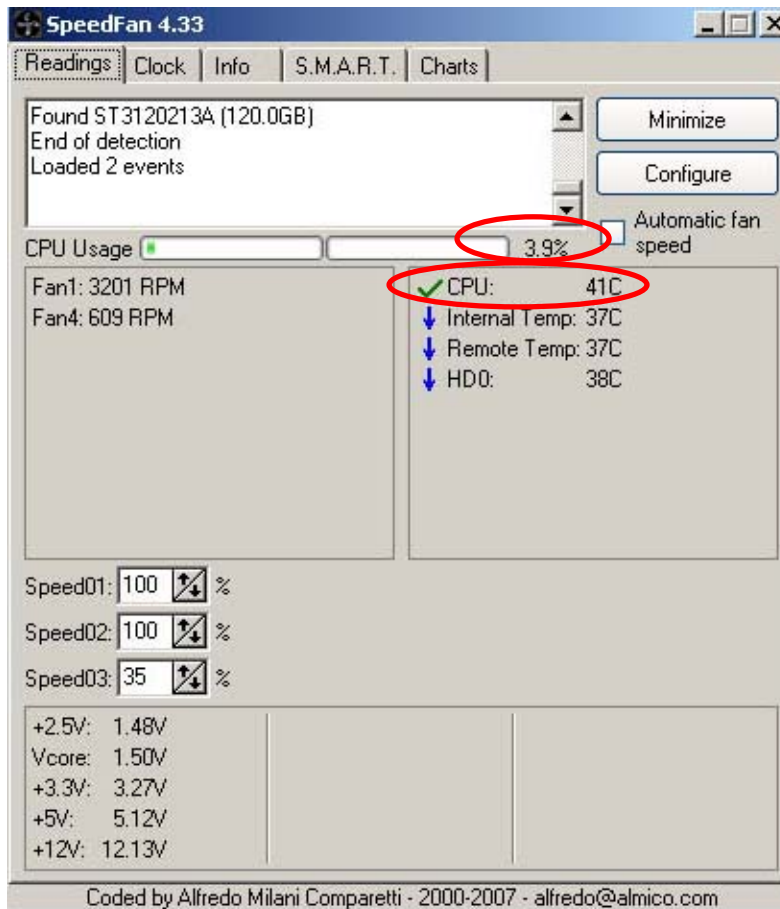 SpeedFan 4.33
Readings Clock Info S.M.A.R.T. Charts
Found ST3120213A (120.0GB)
End of detection
Loaded 2 events
Minimize
Configure
Automatic fan
speed
CPU Usage 3.9%
Fan1: 3201 RPM
Fan4: 609 RPM
CPU: 41C
Internal Temp: 37C
Remote Temp: 37C
HD0: 38C
Speed01: 100 %
Speed02: 100 %
Speed03: 35 %
+2.5V: 1.48V
Vcore: 1.50V
+3.3V: 3.27V
+5V: 5.12V
+12V: 12.13V
Coded by Alfredo Milani Comparetti - 2000-2007 - alfredo@almico.com